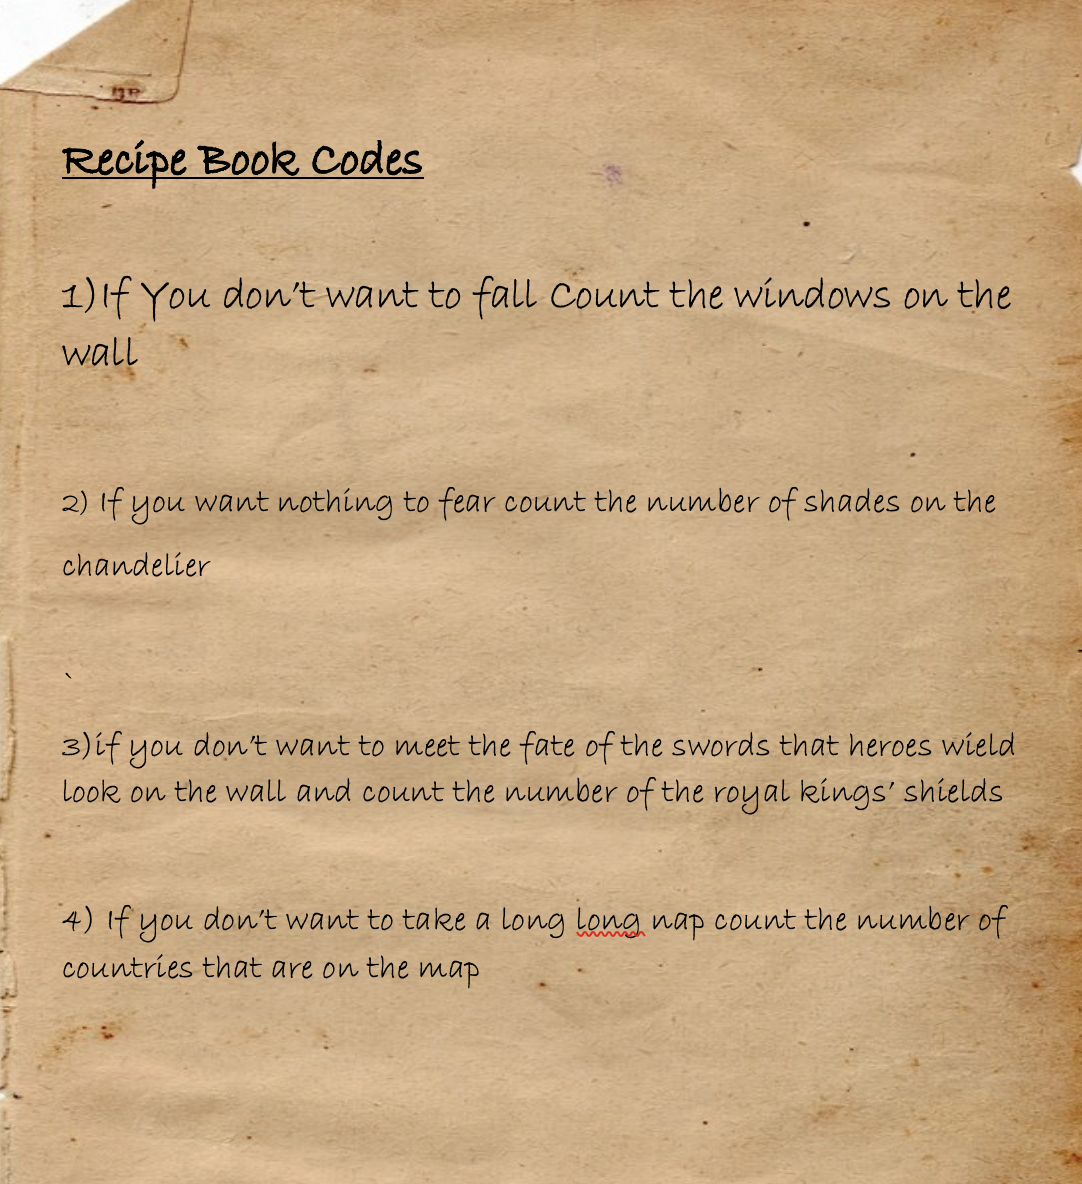 Recipe Book Codes
1)If You don't want to fall Count the windows on the
wall
2) If you want nothing to fear count the number of shades on the
chandelier
`
3)if you don't want to meet the fate of the swords that heroes wield
look on the wall and count the number of the royal kings' shields
4) If you don't want to take a long long nap count the number of
countries that are on the map